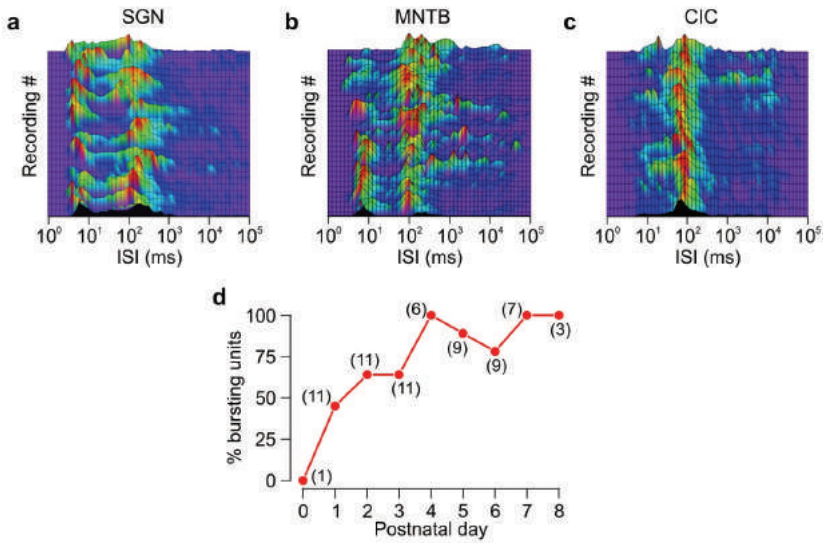 a SGN b MNTB c CIC
Recording # Recording # Recording #
10⁰ 10¹ 10² 10³ 10⁴ 10⁵ 10⁰ 10¹ 10² 10³ 10⁴ 10⁵ 10⁰ 10¹ 10² 10³ 10⁴ 10⁵
ISI (ms) ISI (ms) ISI (ms)
d
% bursting units
100 (6) (7)
(3)
75 (9)
(11) (9)
(11)
50 (11)
25
0 (1)
0 1 2 3 4 5 6 7 8
Postnatal day